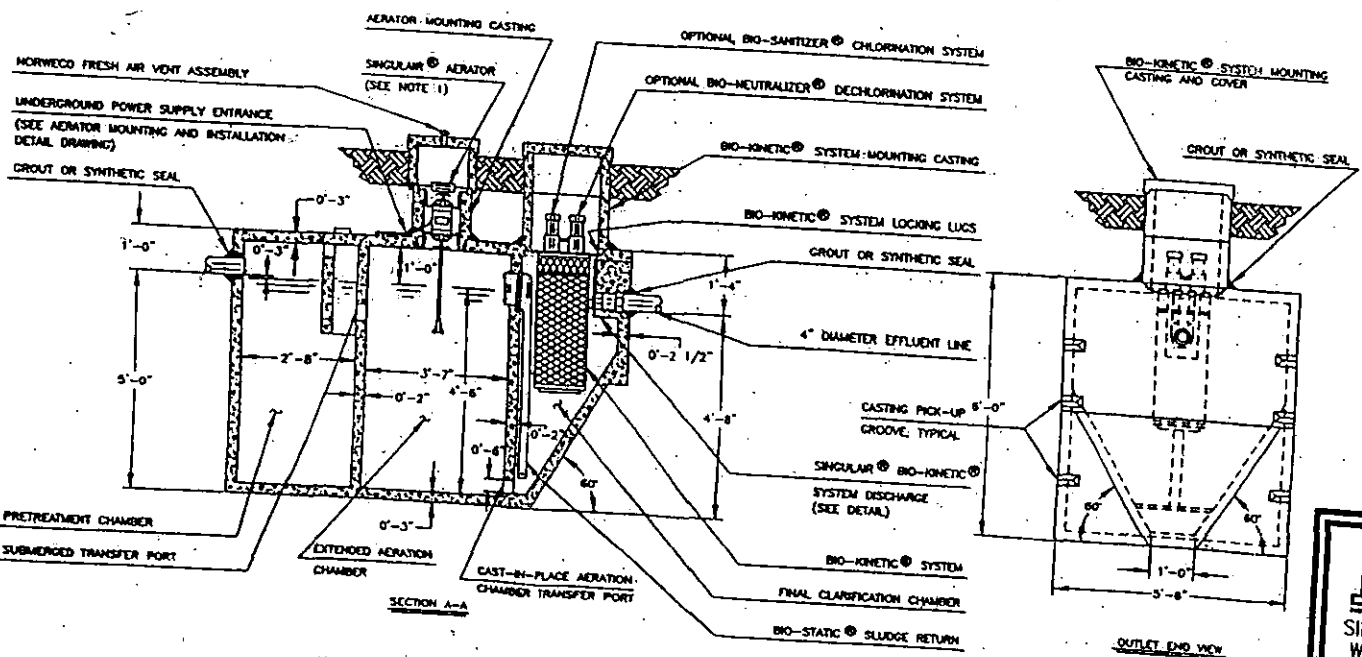 AERATOR MOUNTING CASTING
OPTIONAL BIO-SANITIZER® CHLORINATION SYSTEM
NORWECO FRESH AIR VENT ASSEMBLY
SINGULAIR® AERATOR
(SEE NOTE 1)
OPTIONAL BIO-NEUTRALIZER® DECHLORINATION SYSTEM
BIO-KINETIC® SYSTEM MOUNTING
CASTING AND COVER
UNDERGROUND POWER SUPPLY ENTRANCE
(SEE AERATOR MOUNTING AND INSTALLATION
DETAIL DRAWING)
BIO-KINETIC® SYSTEM MOUNTING CASTING
GROUT OR SYNTHETIC SEAL
GROUT OR SYNTHETIC SEAL
0'-3"
BIO-KINETIC® SYSTEM LOCKING LUGS
1'-0"
0'-3"
1'-0"
GROUT OR SYNTHETIC SEAL
1'-4"
4" DIAMETER EFFLUENT LINE
0'-2 1/2"
2'-8"
3'-7"
5'-0"
4'-6"
0'-2"
0'-2"
4'-8"
CASTING PICK-UP
GROOVE, TYPICAL
6'-0"
0'-6"
60°
SINGULAIR® BIO-KINETIC®
SYSTEM DISCHARGE
(SEE DETAIL)
60°
60°
PRETREATMENT CHAMBER
0'-3"
SUBMERGED TRANSFER PORT
EXTENDED AERATION
CHAMBER
CAST-IN-PLACE AERATION
CHAMBER TRANSFER PORT
BIO-KINETIC® SYSTEM
1'-0"
5'-8"
FINAL CLARIFICATION CHAMBER
SECTION A-A
BIO-STATIC® SLUDGE RETURN
OUTLET END VIEW